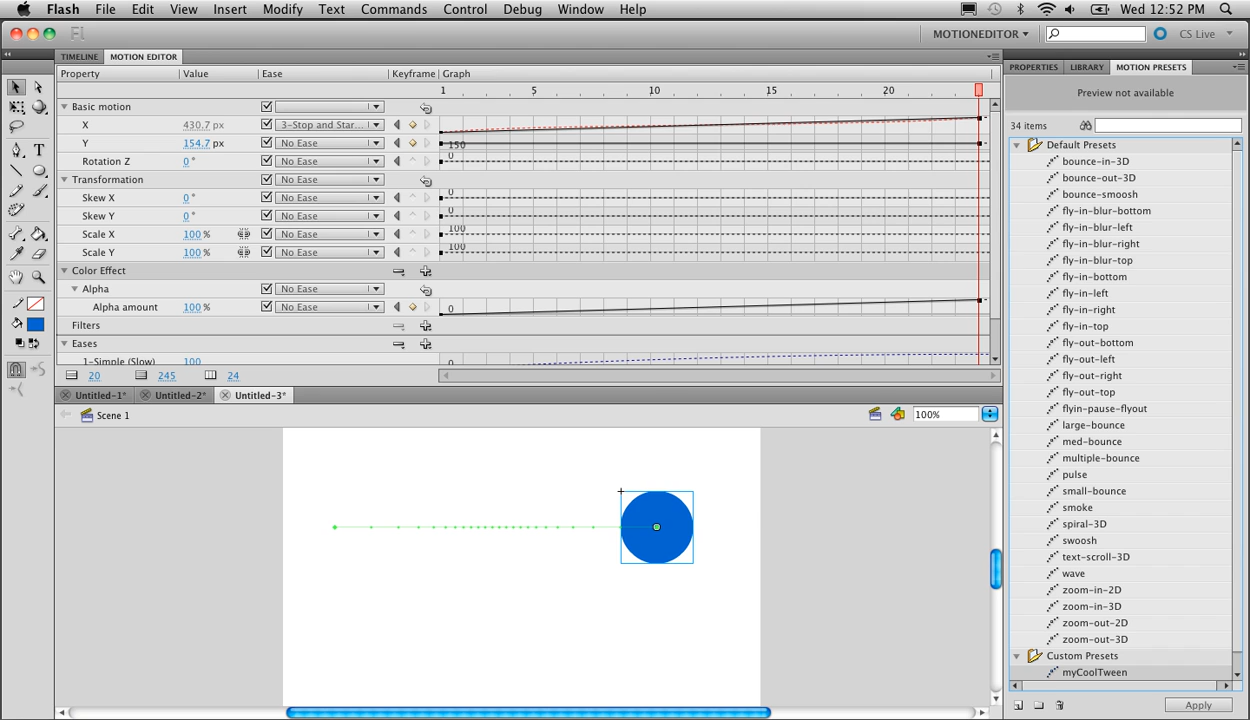 Flash File Edit View Insert Modify Text Commands Control Debug Window Help Wed 12:52 PM
Fl MOTIONEDITOR CS Live
TIMELINE MOTION EDITOR
Property Value Ease Keyframe Graph
1 5 10 15 20
Basic motion
X 430.7 px 3-Stop and Star...
Y 154.7 px No Ease 150
Rotation Z 0° No Ease 0
Transformation No Ease
Skew X 0° No Ease 0
Skew Y 0° No Ease 0
Scale X 100 % No Ease 100
Scale Y 100 % No Ease 100
Color Effect
Alpha No Ease
Alpha amount 100 % No Ease 0
Filters
Eases
1-Simple (Slow) 100 0
20 245 24
Untitled-1* Untitled-2* Untitled-3*
Scene 1 100%
PROPERTIES LIBRARY MOTION PRESETS
Preview not available
34 items
Default Presets
bounce-in-3D
bounce-out-3D
bounce-smoosh
fly-in-blur-bottom
fly-in-blur-left
fly-in-blur-right
fly-in-blur-top
fly-in-bottom
fly-in-left
fly-in-right
fly-in-top
fly-out-bottom
fly-out-left
fly-out-right
fly-out-top
flyin-pause-flyout
large-bounce
med-bounce
multiple-bounce
pulse
small-bounce
smoke
spiral-3D
swoosh
text-scroll-3D
wave
zoom-in-2D
zoom-in-3D
zoom-out-2D
zoom-out-3D
Custom Presets
myCoolTween
Apply